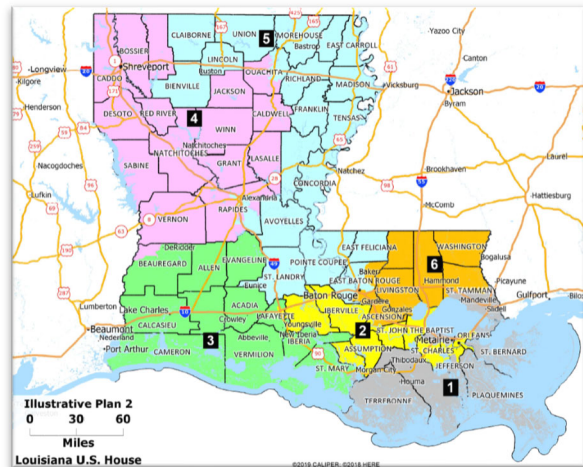 Yazoo City
Canton
Longview
Kilgore
Henderson
Nacogdoches
Lufkin
CLAIBORNE
UNION
5
MOREHOUSE
Bastrop
EAST CARROLL
BOSSIER
CADDO
Shreveport
LINCOLN
Ruston
OUACHITA
RICHLAND
BIENVILLE
MADISON
Vicksburg
Jackson
Byram
JACKSON
FRANKLIN
DESOTO
RED RIVER
4
CALDWELL
TENSAS
WINN
NATCHITOCHES
Natchitoches
SABINE
GRANT
LASALLE
CONCORDIA
Natchez
Brookhaven
Laurel
McComb
Hattiesburg
Alexandria
VERNON
RAPIDES
AVOYELLES
DeRidder
BEAUREGARD
ALLEN
EVANGELINE
ST. LANDRY
Eunice
POINTE COUPEE
EAST FELICIANA
WASHINGTON
Bogalusa
6
Baker
EAST BATON ROUGE
LIVINGSTON
Hammond
ST. TAMMANY
Mandeville
Slidell
Picayune
Gulfport
Bilox
Lumberton
Lake Charles
Beaumont
Nederland
Port Arthur
CALCASIEU
CAMERON
ACADIA
Crowley
LAFAYETTE
Youngsville
New Iberia
IBERIA
Abbeville
VERMILION
3
Baton Rouge
IBERVILLE
Gardere
Gonzales
ASCENSION
2
ASSUMPTION
ST. JOHN THE BAPTIST
Metairie
ORLEANS
ST. CHARLES
ST. BERNARD
Thibodaux
JEFFERSON
ST. MARY
Morgan City
Houma
1
PLAQUEMINES
TERREBONNE
Illustrative Plan 2
0 30 60
Miles
Louisiana U.S. House
©2019 CALIPER, ©2018 HERE